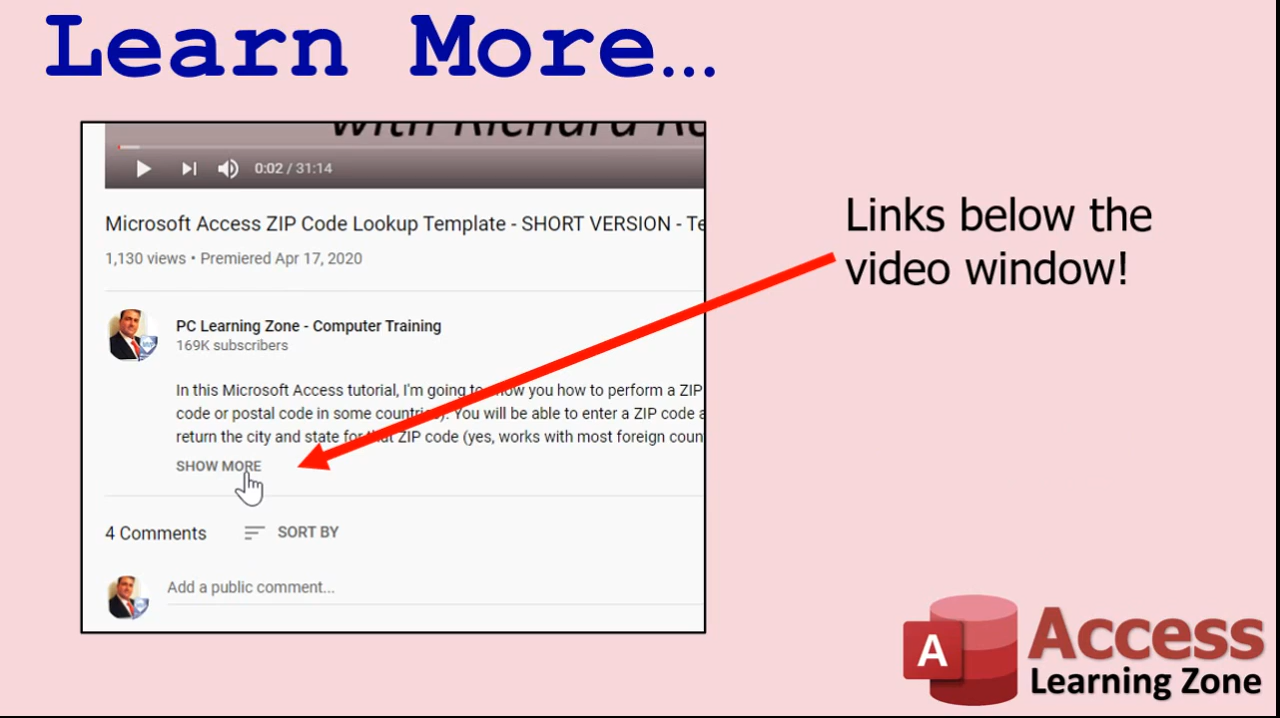 Learn More...
with Richard
0:02 / 31:14
Microsoft Access ZIP Code Lookup Template - SHORT VERSION - Te
1,130 views • Premiered Apr 17, 2020
PC Learning Zone - Computer Training
169K subscribers
In this Microsoft Access tutorial, I'm going to show you how to perform a ZIP
code or postal code in some countries). You will be able to enter a ZIP code a
return the city and state for that ZIP code (yes, works with most foreign coun
SHOW MORE
4 Comments SORT BY
Add a public comment...
Links below the
video window!
A
Access
Learning Zone